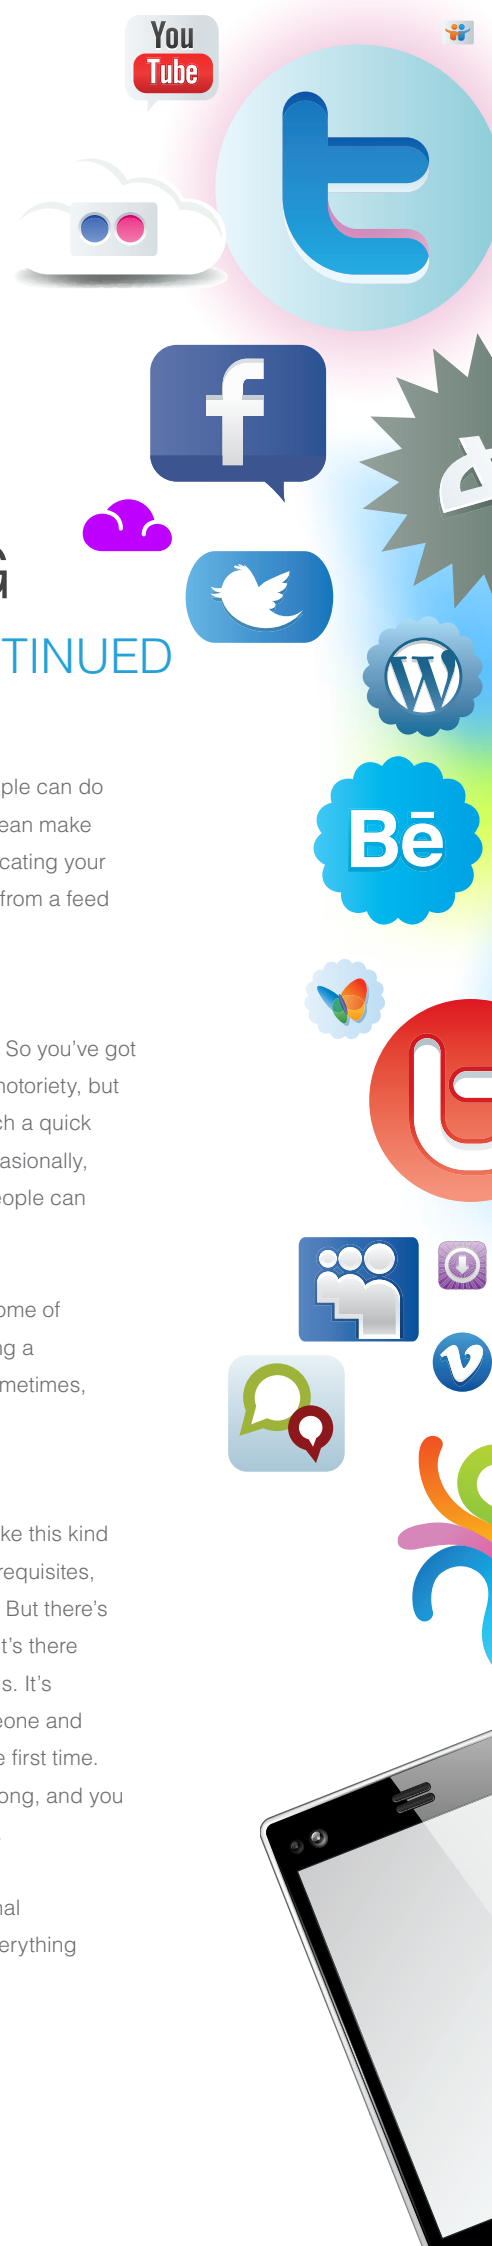 You
Tube
t
f
G
TINUED
W
ple can do
ean make
Bē
cating your
from a feed
So you've got
notoriety, but
ch a quick
t
asionally,
eople can
ome of
ng a
metimes,
v
ke this kind
requisites,
But there's
t's there
s. It's
eone and
e first time.
ong, and you
nal
erything